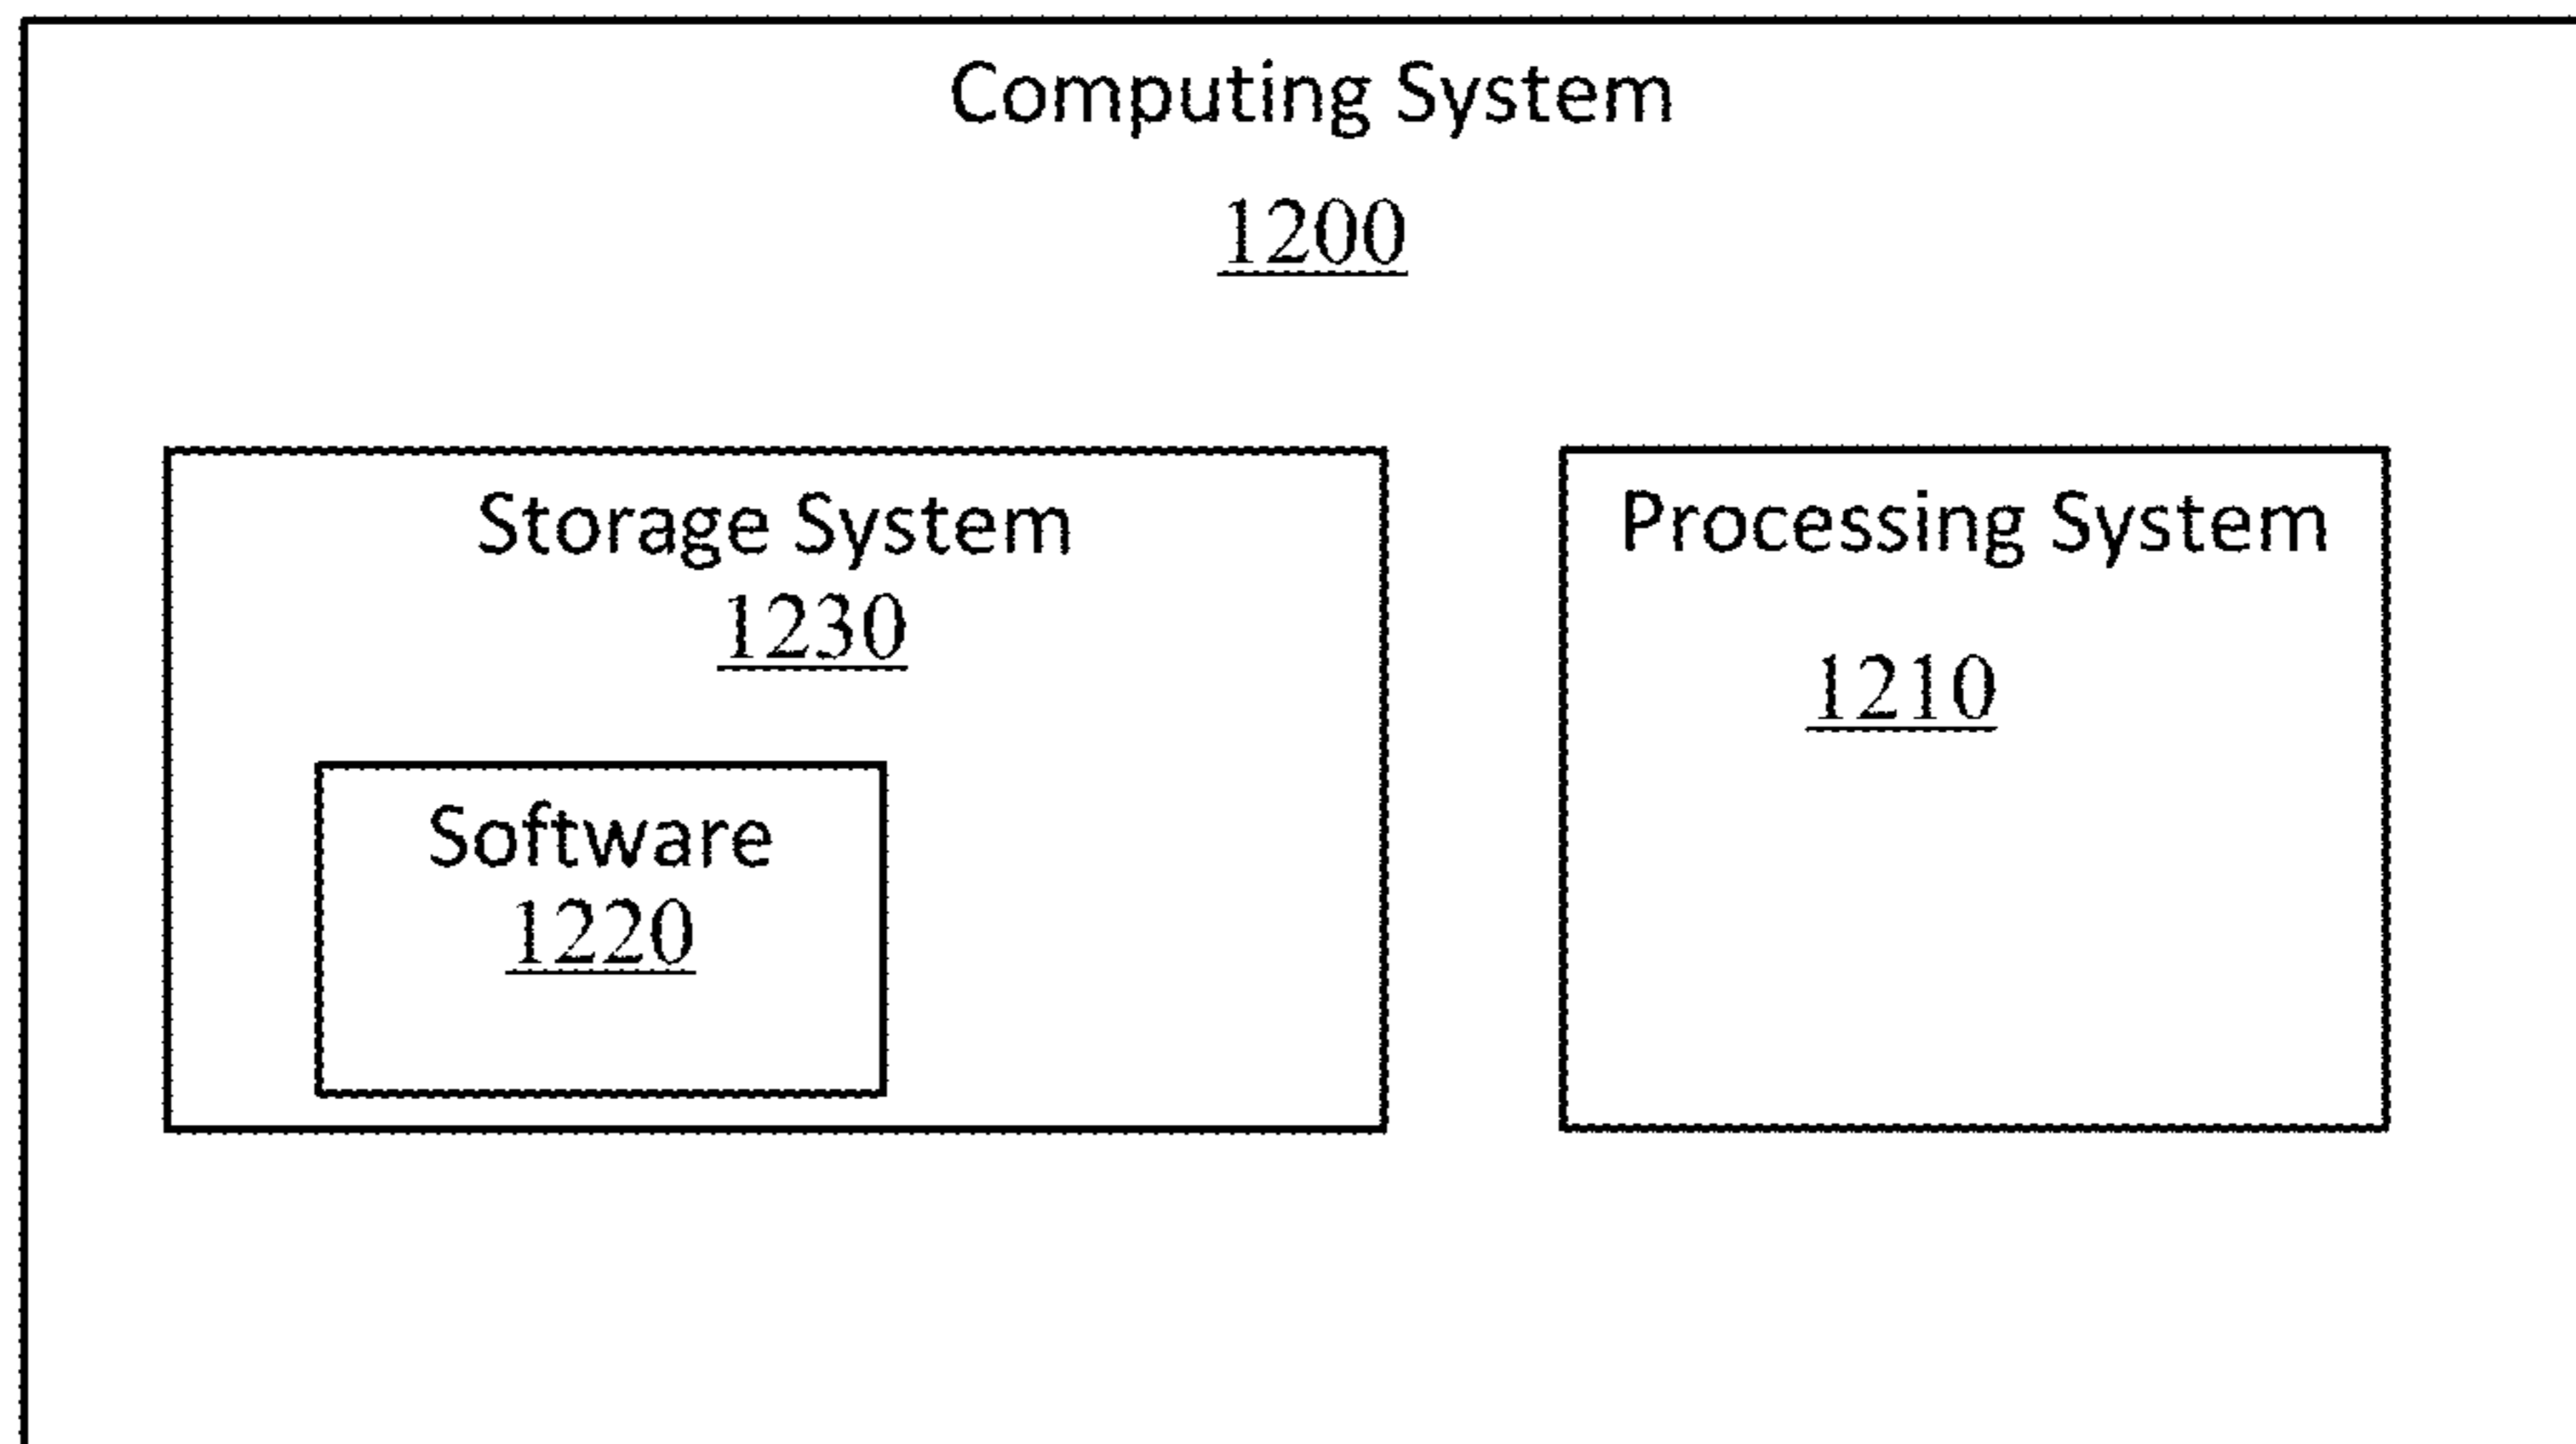 Computing System
1200
Storage System
1230
Software
1220
Processing System
1210